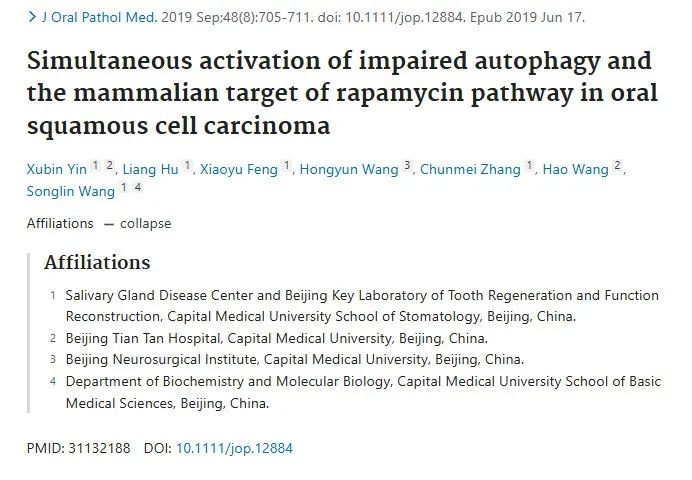 J Oral Pathol Med. 2019 Sep;48(8):705-711. doi: 10.1111/jop.12884. Epub 2019 Jun 17.
Simultaneous activation of impaired autophagy and
the mammalian target of rapamycin pathway in oral
squamous cell carcinoma
Xubin Yin 1 2, Liang Hu 1, Xiaoyu Feng 1, Hongyun Wang 3, Chunmei Zhang 1, Hao Wang 2,
Songlin Wang 1 4
Affiliations — collapse
Affiliations
1 Salivary Gland Disease Center and Beijing Key Laboratory of Tooth Regeneration and Function
Reconstruction, Capital Medical University School of Stomatology, Beijing, China.
2 Beijing Tian Tan Hospital, Capital Medical University, Beijing, China.
3 Beijing Neurosurgical Institute, Capital Medical University, Beijing, China.
4 Department of Biochemistry and Molecular Biology, Capital Medical University School of Basic
Medical Sciences, Beijing, China.
PMID: 31132188 DOI: 10.1111/jop.12884